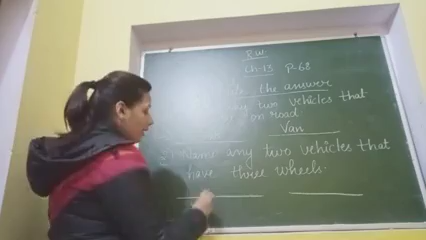 R.W
Ch-13 P-68
the answer
any two vehicles that
on road
Van
Name any two vehicles that
have three wheels.